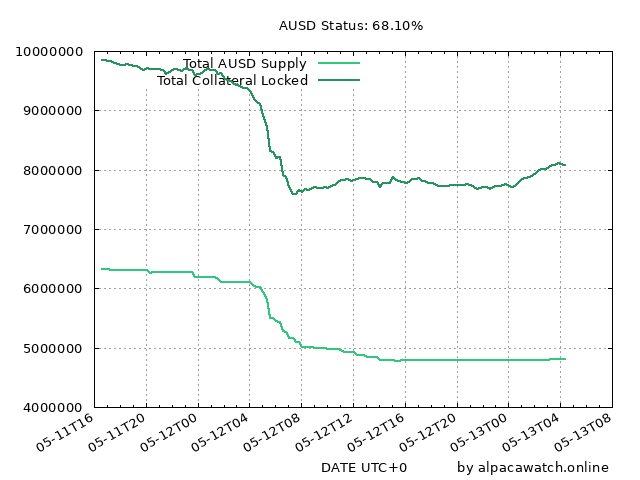 AUSD Status: 68.10%
10000000
Total AUSD Supply
Total Collateral Locked
9000000
8000000
7000000
6000000
5000000
4000000
05-11T16
05-11T20
05-12T00
05-12T04
05-12T08
05-12T12
05-12T16
05-12T20
05-13T00
05-13T04
05-13T08
DATE UTC+0
by alpacawatch.online